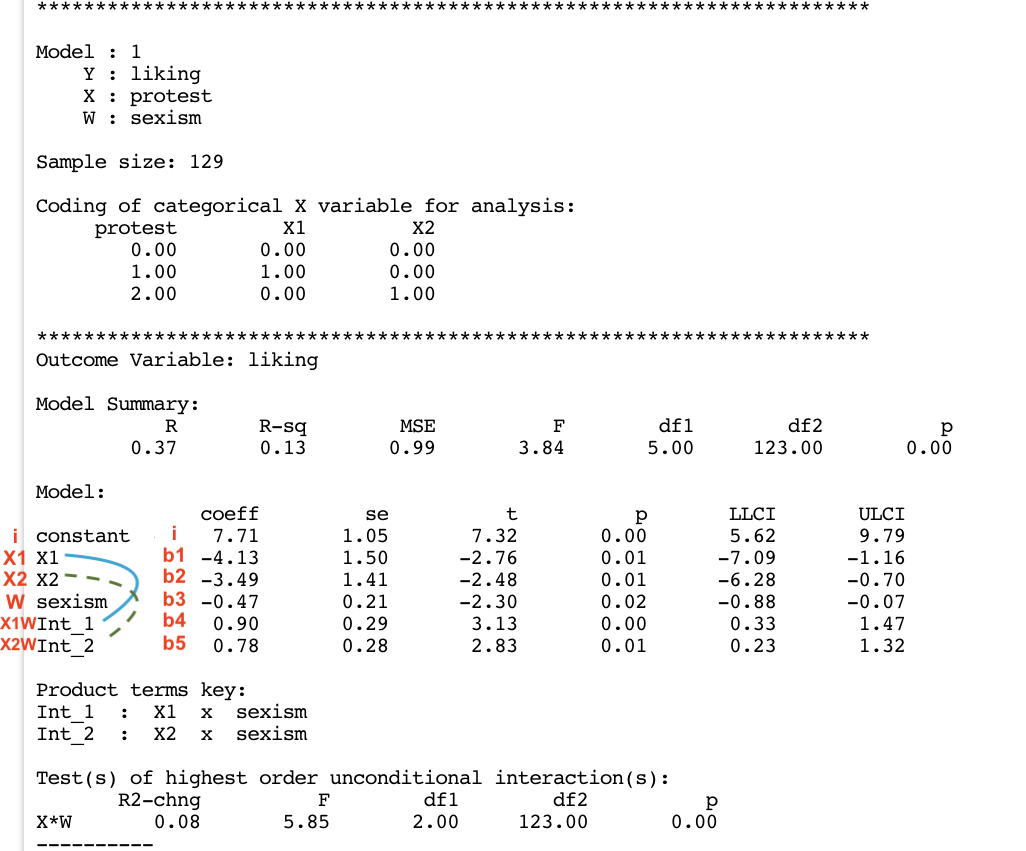 ***********************************************************************
Model : 1
Y : liking
X : protest
W : sexism
Sample size: 129
Coding of categorical X variable for analysis:
protest X1 X2
0.00 0.00 0.00
1.00 1.00 0.00
2.00 0.00 1.00
***********************************************************************
Outcome Variable: liking
Model Summary:
R R-sq MSE F df1 df2 p
0.37 0.13 0.99 3.84 5.00 123.00 0.00
Model:
coeff se t p LLCI ULCI
i constant i 7.71 1.05 7.32 0.00 5.62 9.79
X1 X1 b1 -4.13 1.50 -2.76 0.01 -7.09 -1.16
X2 X2 b2 -3.49 1.41 -2.48 0.01 -6.28 -0.70
W sexism b3 -0.47 0.21 -2.30 0.02 -0.88 -0.07
X1W Int_1 b4 0.90 0.29 3.13 0.00 0.33 1.47
X2W Int_2 b5 0.78 0.28 2.83 0.01 0.23 1.32
Product terms key:
Int_1 : X1 x sexism
Int_2 : X2 x sexism
Test(s) of highest order unconditional interaction(s):
R2-chng F df1 df2 p
X*W 0.08 5.85 2.00 123.00 0.00
----------